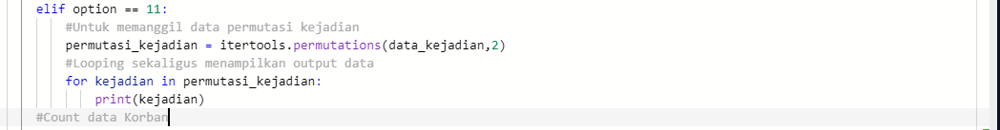 elif option == 11:
#Untuk memanggil data permutasi kejadian
permutasi_kejadian = itertools.permutations(data_kejadian,2)
#Looping sekaligus menampilkan output data
for kejadian in permutasi_kejadian:
print(kejadian)
#Count data Korban